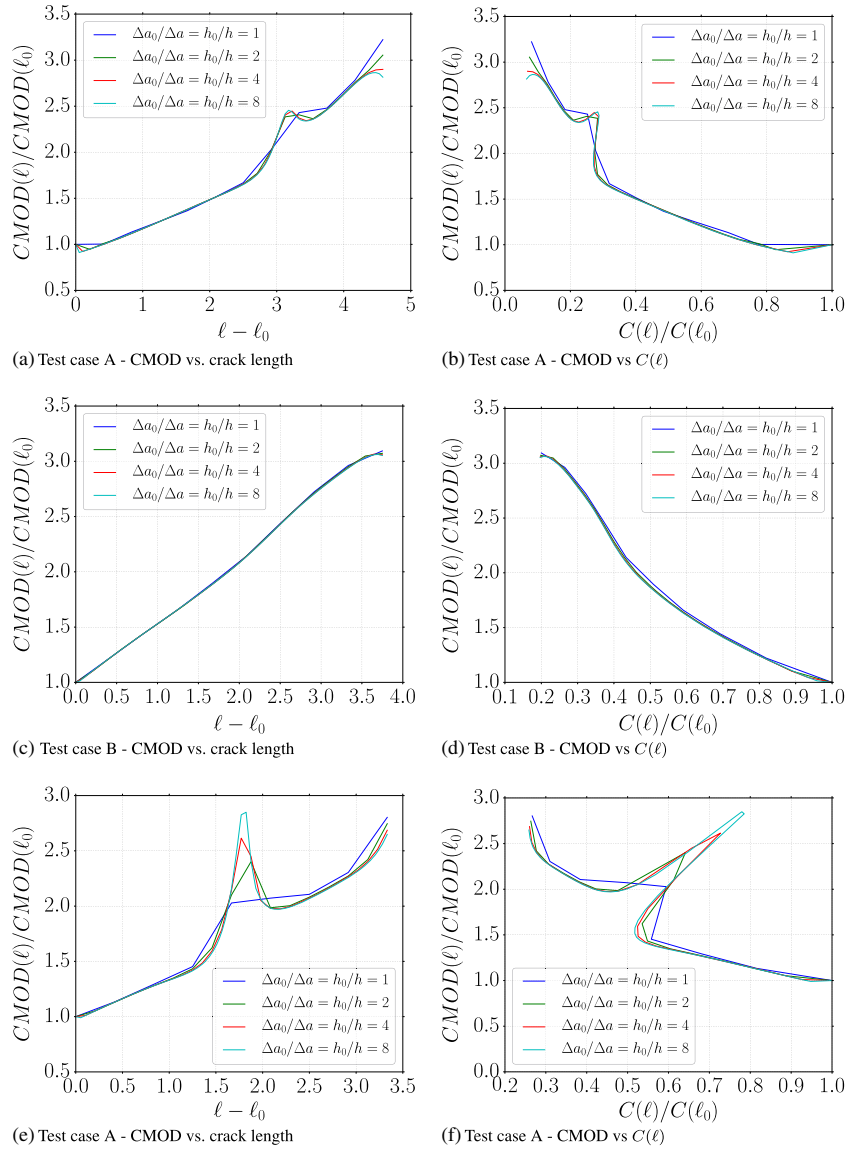 3.5
3.0
2.5
2.0
1.5
1.0
0.5
CMOD(ℓ)/CMOD(ℓ₀)
Δa₀/Δa = h₀/h = 1
Δa₀/Δa = h₀/h = 2
Δa₀/Δa = h₀/h = 4
Δa₀/Δa = h₀/h = 8
0 1 2 3 4 5
ℓ − ℓ₀
(a) Test case A - CMOD vs. crack length
3.5
3.0
2.5
2.0
1.5
1.0
0.5
CMOD(ℓ)/CMOD(ℓ₀)
Δa₀/Δa = h₀/h = 1
Δa₀/Δa = h₀/h = 2
Δa₀/Δa = h₀/h = 4
Δa₀/Δa = h₀/h = 8
0.0 0.2 0.4 0.6 0.8 1.0
C(ℓ)/C(ℓ₀)
(b) Test case A - CMOD vs C(ℓ)
3.5
3.0
2.5
2.0
1.5
1.0
CMOD(ℓ)/CMOD(ℓ₀)
Δa₀/Δa = h₀/h = 1
Δa₀/Δa = h₀/h = 2
Δa₀/Δa = h₀/h = 4
Δa₀/Δa = h₀/h = 8
0.0 0.5 1.0 1.5 2.0 2.5 3.0 3.5 4.0
ℓ − ℓ₀
(c) Test case B - CMOD vs. crack length
3.5
3.0
2.5
2.0
1.5
1.0
CMOD(ℓ)/CMOD(ℓ₀)
Δa₀/Δa = h₀/h = 1
Δa₀/Δa = h₀/h = 2
Δa₀/Δa = h₀/h = 4
Δa₀/Δa = h₀/h = 8
0.1 0.2 0.3 0.4 0.5 0.6 0.7 0.8 0.9 1.0
C(ℓ)/C(ℓ₀)
(d) Test case B - CMOD vs C(ℓ)
3.0
2.5
2.0
1.5
1.0
0.5
CMOD(ℓ)/CMOD(ℓ₀)
Δa₀/Δa = h₀/h = 1
Δa₀/Δa = h₀/h = 2
Δa₀/Δa = h₀/h = 4
Δa₀/Δa = h₀/h = 8
0.0 0.5 1.0 1.5 2.0 2.5 3.0 3.5
ℓ − ℓ₀
(e) Test case A - CMOD vs. crack length
3.0
2.5
2.0
1.5
1.0
0.5
0.0
CMOD(ℓ)/CMOD(ℓ₀)
Δa₀/Δa = h₀/h = 1
Δa₀/Δa = h₀/h = 2
Δa₀/Δa = h₀/h = 4
Δa₀/Δa = h₀/h = 8
0.2 0.3 0.4 0.5 0.6 0.7 0.8 0.9 1.0
C(ℓ)/C(ℓ₀)
(f) Test case A - CMOD vs C(ℓ)